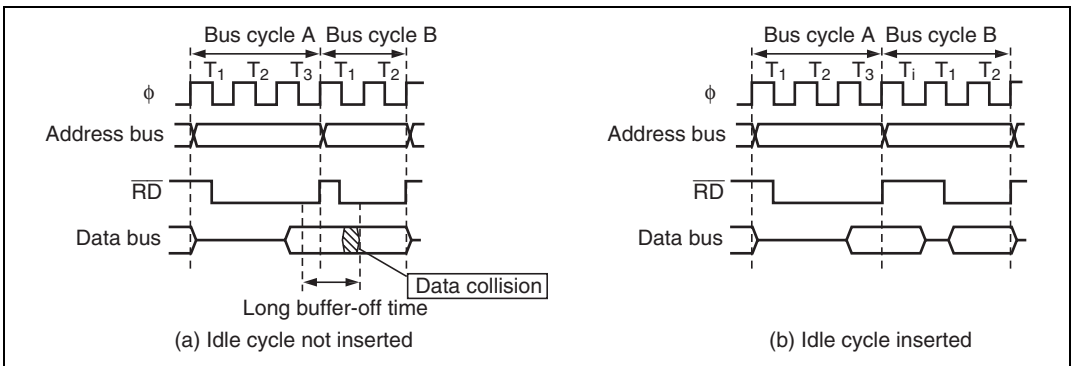 Bus cycle A Bus cycle B
T1 T2 T3 T1 T2
ϕ
Address bus
RD
Data bus
Data collision
Long buffer-off time
(a) Idle cycle not inserted
Bus cycle A Bus cycle B
T1 T2 T3 Ti T1 T2
ϕ
Address bus
RD
Data bus
(b) Idle cycle inserted